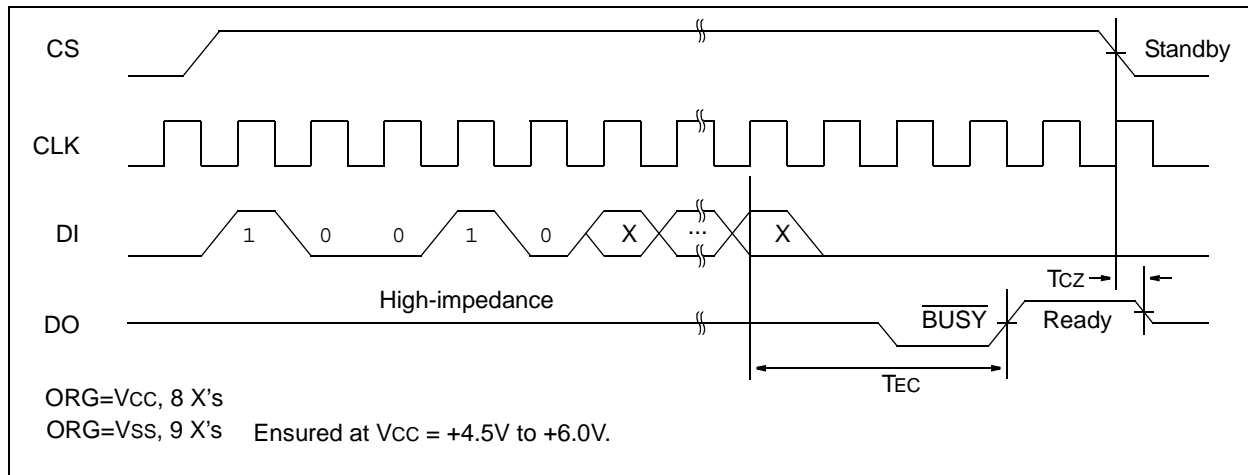 CS
Standby
CLK
DI
1 0 0 1 0 X ... X
TCZ
High-impedance
DO
BUSY
Ready
TEC
ORG=VCC, 8 X's
ORG=VSS, 9 X's
Ensured at VCC = +4.5V to +6.0V.